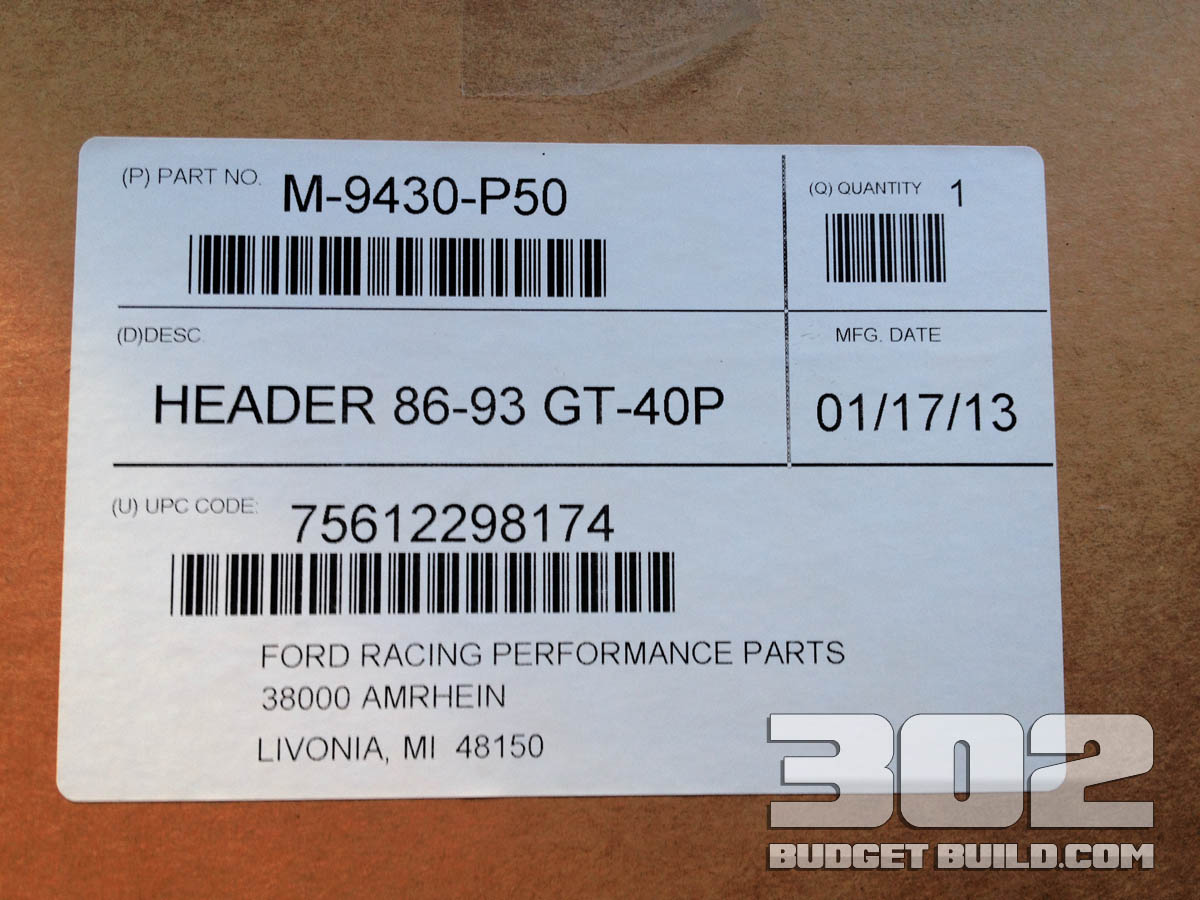 (P) PART NO. M-9430-P50
(Q) QUANTITY 1
(D)DESC.
HEADER 86-93 GT-40P
MFG. DATE
01/17/13
(U) UPC CODE: 75612298174
FORD RACING PERFORMANCE PARTS
38000 AMRHEIN
LIVONIA, MI 48150
302
BUDGET BUILD.COM